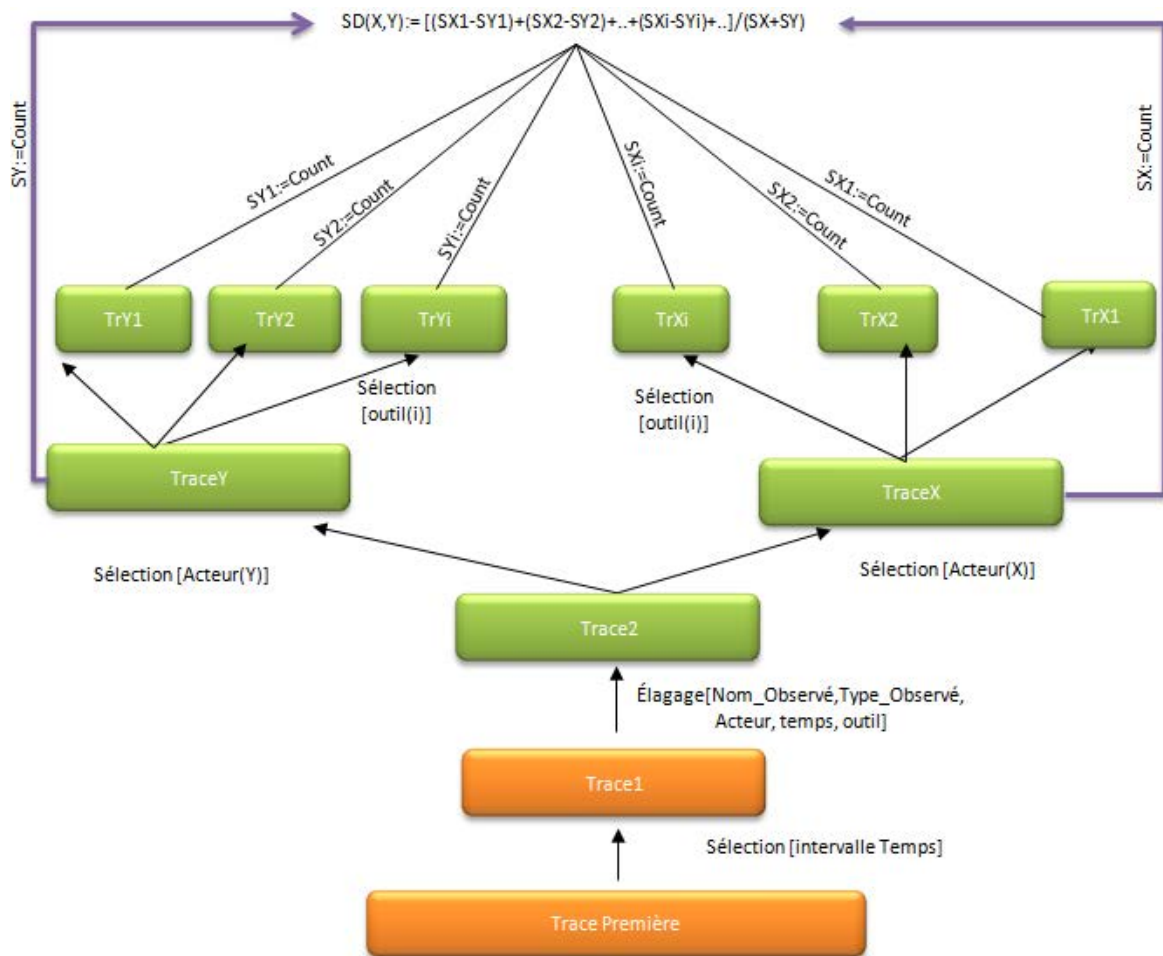 SD(X,Y):= [(SX1-SY1)+(SX2-SY2)+..+(SXi-SYi)+..]/(SX+SY)
SY:=Count
SX:=Count
SY1:=Count
SY2:=Count
SYi:=Count
SXi:=Count
SX2:=Count
SX1:=Count
TrY1
TrY2
TrYi
TrXi
TrX2
TrX1
Sélection
[outil(i)]
Sélection
[outil(i)]
TraceY
TraceX
Sélection [Acteur(Y)]
Sélection [Acteur(X)]
Trace2
Élagage[Nom_Observé,Type_Observé,
Acteur, temps, outil]
Trace1
Sélection [intervalle Temps]
Trace Première